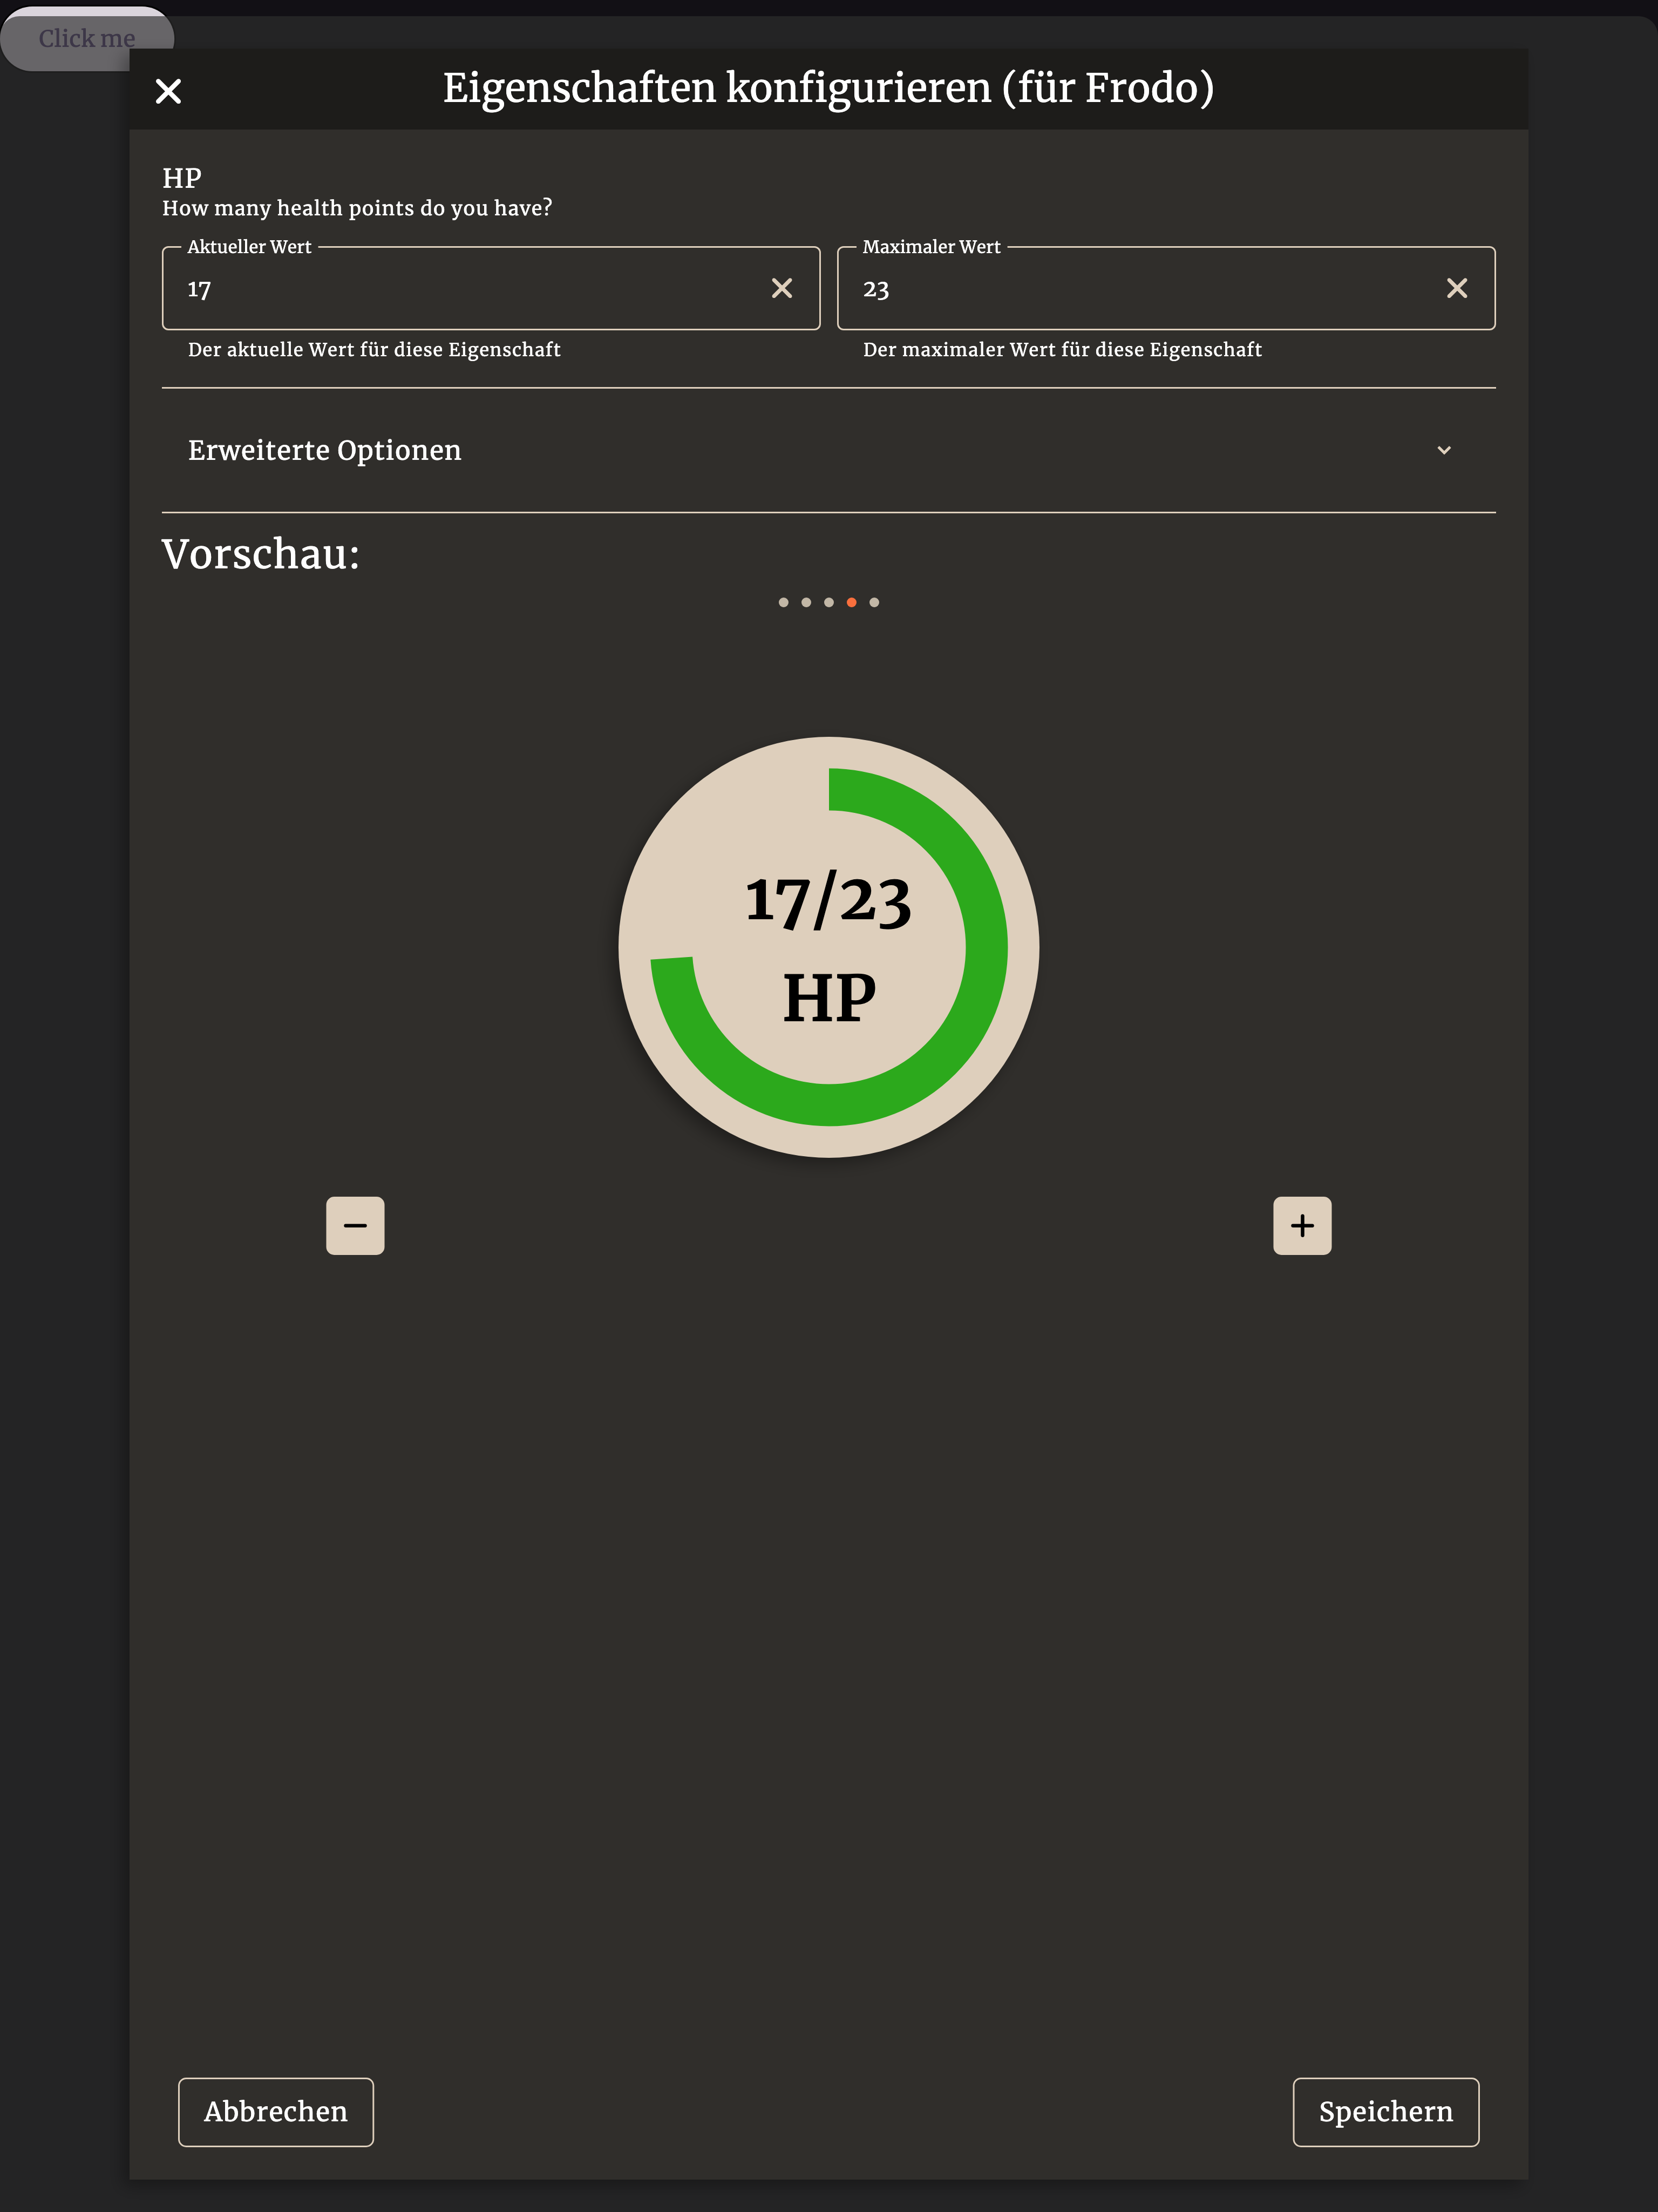 Click me
Eigenschaften konfigurieren (für Frodo)
HP
How many health points do you have?
Aktueller Wert
17
Der aktuelle Wert für diese Eigenschaft
Maximaler Wert
23
Der maximaler Wert für diese Eigenschaft
Erweiterte Optionen
Vorschau:
17/23
HP
Abbrechen
Speichern